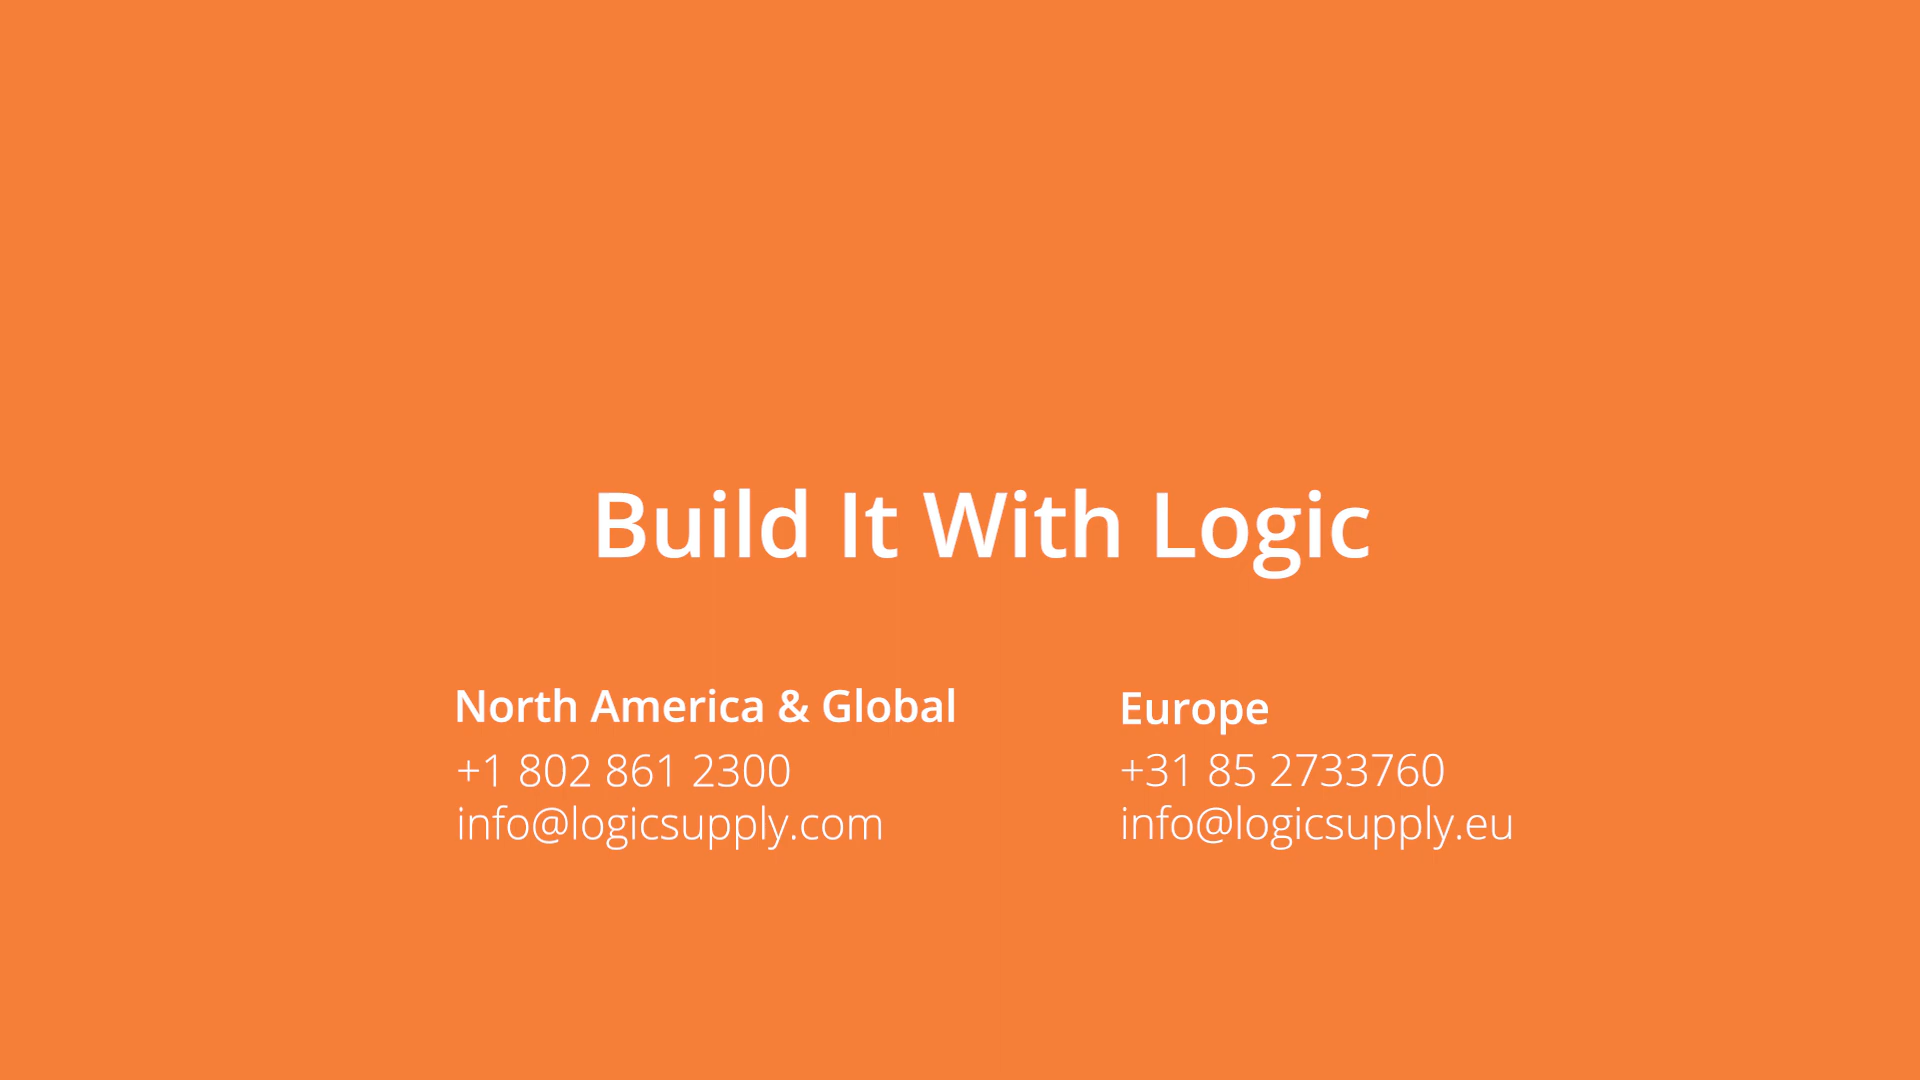 Build It With Logic
North America & Global
+1 802 861 2300
info@logicsupply.com
Europe
+31 85 2733760
info@logicsupply.eu